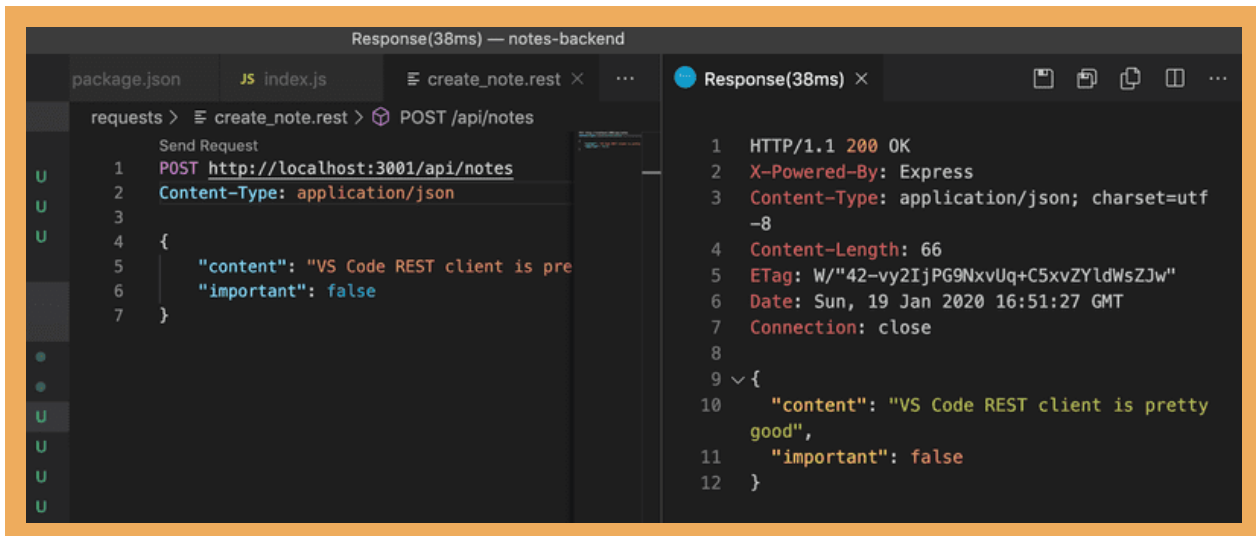 Response(38ms) — notes-backend
package.json
JS index.js
create_note.rest
requests > create_note.rest > POST /api/notes
Send Request
1 POST http://localhost:3001/api/notes
2 Content-Type: application/json
3
4 {
5 "content": "VS Code REST client is pre
6 "important": false
7 }
U
U
U
U
U
U
U
Response(38ms)
1 HTTP/1.1 200 OK
2 X-Powered-By: Express
3 Content-Type: application/json; charset=utf
-8
4 Content-Length: 66
5 ETag: W/"42-vy2IjPG9NxvUq+C5xvZYldWsZJw"
6 Date: Sun, 19 Jan 2020 16:51:27 GMT
7 Connection: close
8
9 {
10 "content": "VS Code REST client is pretty
good",
11 "important": false
12 }